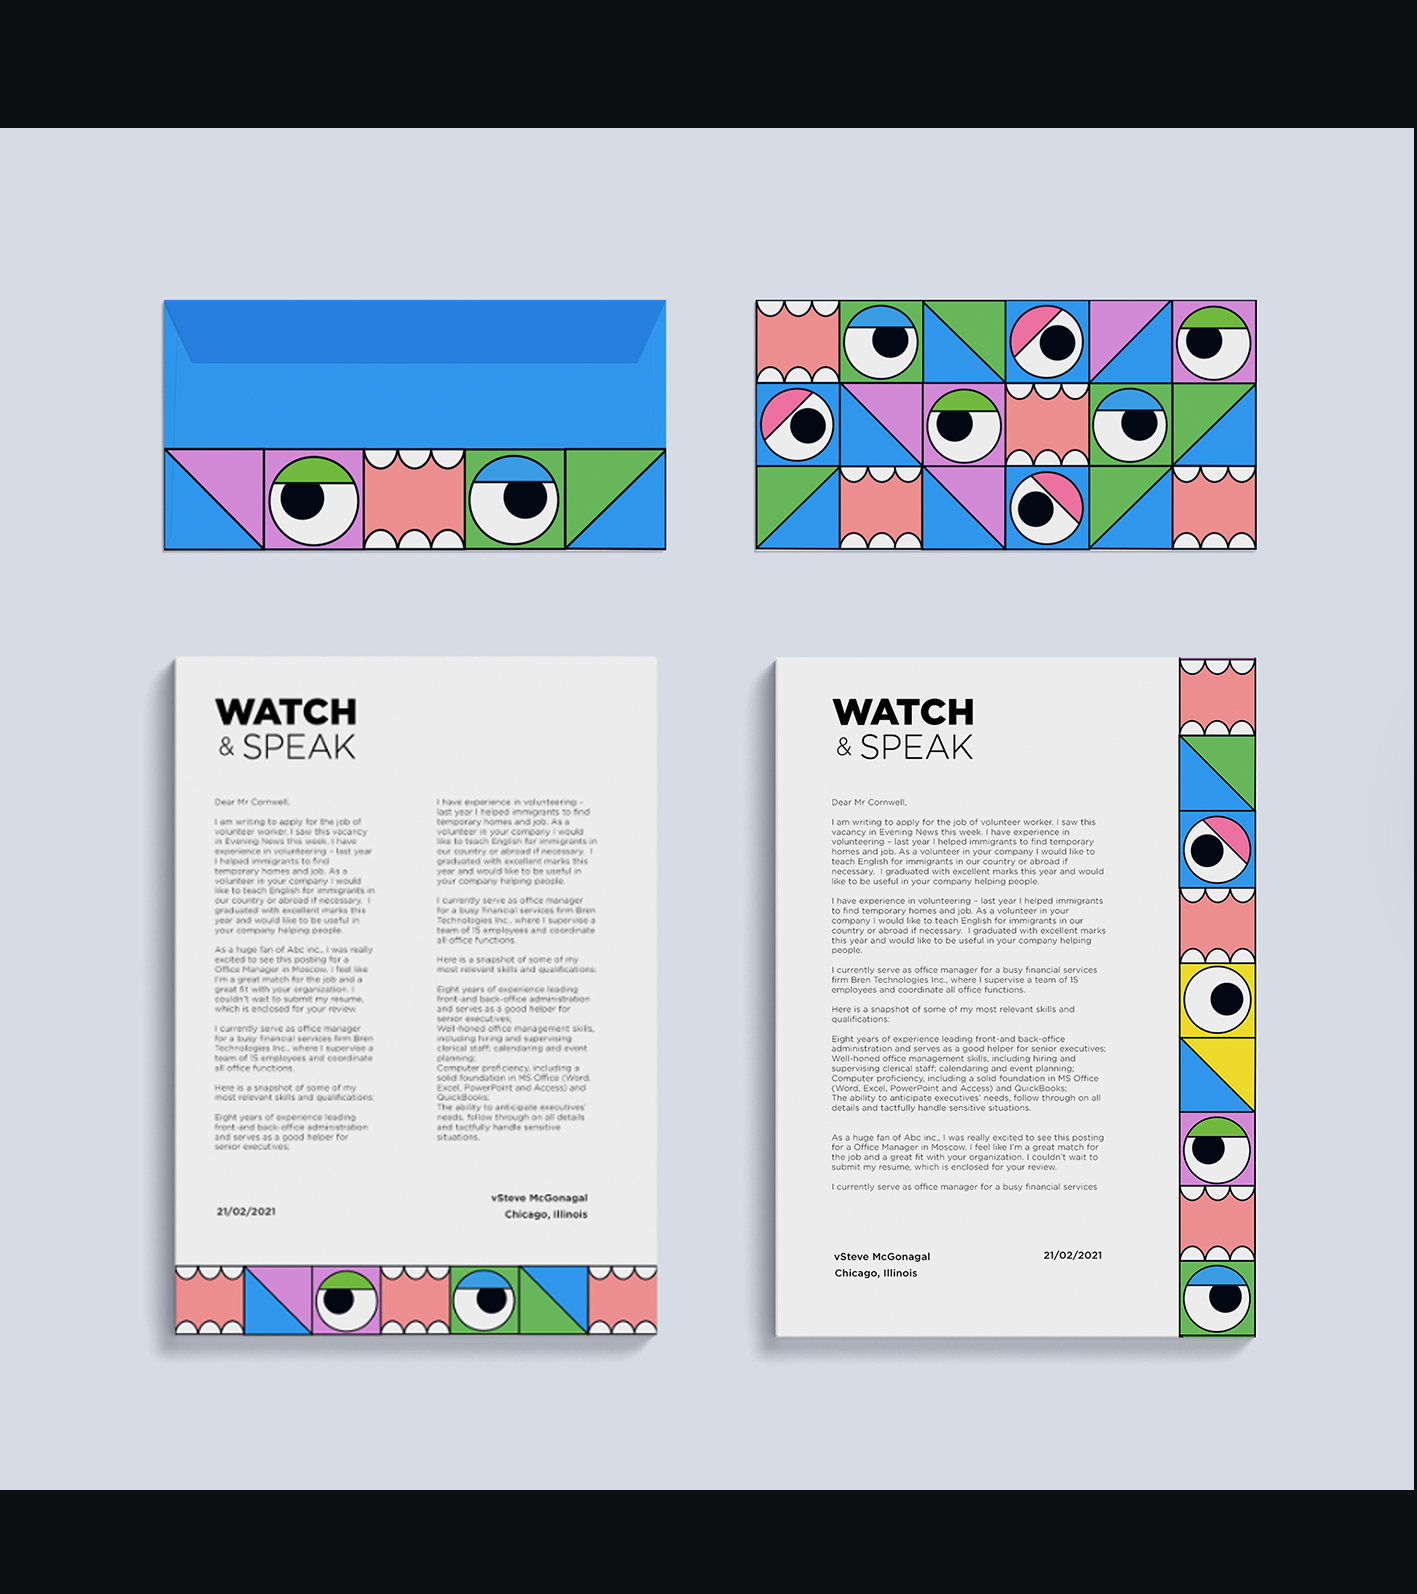 WATCH
& SPEAK
Dear Mr Cornwell,
I am writing to apply for the job of
volunteer worker. I saw this vacancy
in Evening News this week. I have
experience in volunteering – last year
I helped immigrants to find
temporary homes and job. As a
volunteer in your company I would
like to teach English for immigrants in
our country or abroad if necessary. I
graduated with excellent marks this
year and would like to be useful in
your company helping people.
As a huge fan of Abc inc., I was really
excited to see this posting for a
Office Manager in Moscow. I feel like
I'm a great match for the job and a
great fit with your organization. I
couldn't wait to submit my resume,
which is enclosed for your review.
I currently serve as office manager
for a busy financial services firm Bren
Technologies Inc., where I supervise a
team of 15 employees and coordinate
all office functions.
Here is a snapshot of some of my
most relevant skills and qualifications:
Eight years of experience leading
front-and back-office administration
and serves as a good helper for
senior executives;
I have experience in volunteering –
last year I helped immigrants to find
temporary homes and job. As a
volunteer in your company I would
like to teach English for immigrants in
our country or abroad if necessary. I
graduated with excellent marks this
year and would like to be useful in
your company helping people.
I currently serve as office manager
for a busy financial services firm Bren
Technologies Inc., where I supervise a
team of 15 employees and coordinate
all office functions.
Here is a snapshot of some of my
most relevant skills and qualifications:
Eight years of experience leading
front-and back-office administration
and serves as a good helper for
senior executives;
Well-honed office management skills,
including hiring and supervising
clerical staff; calendaring and event
planning;
Computer proficiency, including a
solid foundation in MS Office (Word,
Excel, PowerPoint and Access) and
QuickBooks;
The ability to anticipate executives'
needs, follow through on all details
and tactfully handle sensitive
situations.
21/02/2021
vSteve McGonagal
Chicago, Illinois
WATCH
& SPEAK
Dear Mr Cornwell,
I am writing to apply for the job of volunteer worker. I saw this
vacancy in Evening News this week. I have experience in
volunteering – last year I helped immigrants to find temporary
homes and job. As a volunteer in your company I would like to
teach English for immigrants in our country or abroad if
necessary. I graduated with excellent marks this year and would
like to be useful in your company helping people.
I have experience in volunteering – last year I helped immigrants
to find temporary homes and job. As a volunteer in your
company I would like to teach English for immigrants in our
country or abroad if necessary. I graduated with excellent marks
this year and would like to be useful in your company helping
people.
I currently serve as office manager for a busy financial services
firm Bren Technologies Inc., where I supervise a team of 15
employees and coordinate all office functions.
Here is a snapshot of some of my most relevant skills and
qualifications:
Eight years of experience leading front-and back-office
administration and serves as a good helper for senior executives;
Well-honed office management skills, including hiring and
supervising clerical staff; calendaring and event planning;
Computer proficiency, including a solid foundation in MS Office
(Word, Excel, PowerPoint and Access) and QuickBooks;
The ability to anticipate executives' needs, follow through on all
details and tactfully handle sensitive situations.
As a huge fan of Abc inc., I was really excited to see this posting
for a Office Manager in Moscow. I feel like I'm a great match for
the job and a great fit with your organization. I couldn't wait to
submit my resume, which is enclosed for your review.
I currently serve as office manager for a busy financial services
vSteve McGonagal
Chicago, Illinois
21/02/2021